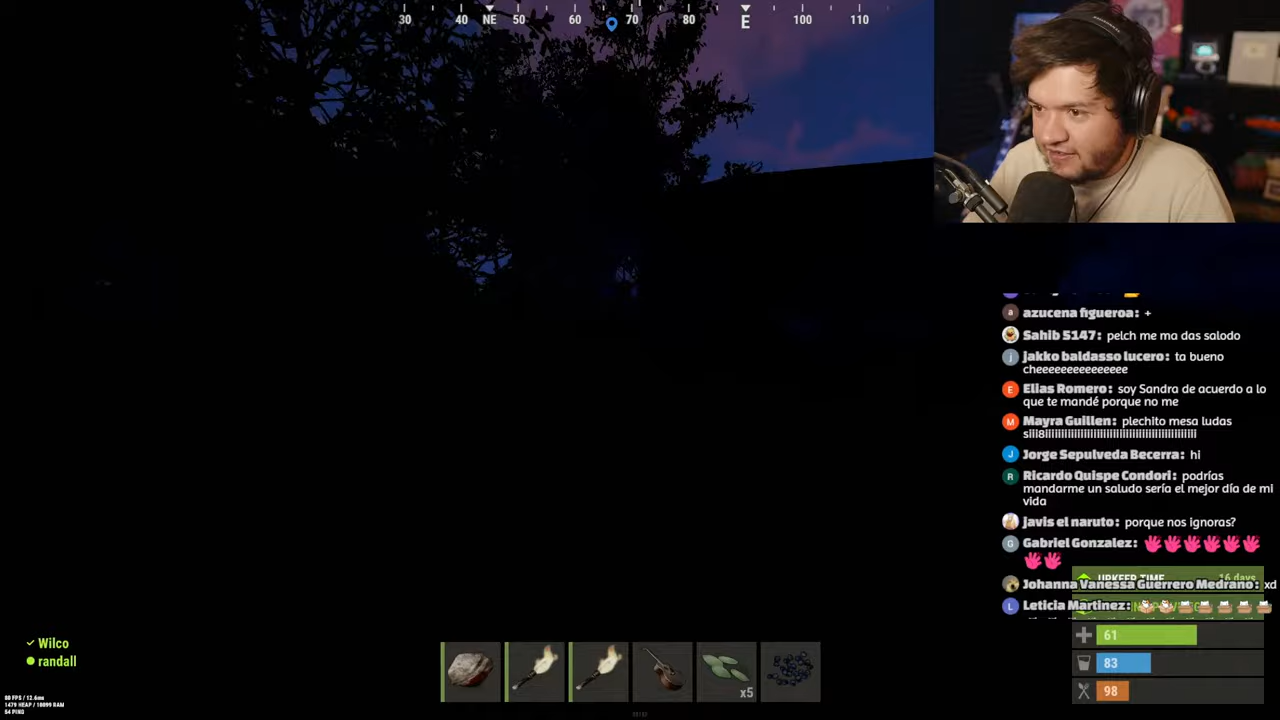 30 40 NE 50 60 70 80 E 100 110
azucena figueroa: +
Sahib 5147: pelch me ma das salodo
jakko baldasso lucero: ta bueno
cheeeeeeeeeeeeee
Elias Romero: soy Sandra de acuerdo a lo
que te mandé porque no me
Mayra Guillen: plechito mesa ludas
Jorge Sepulveda Becerra: hi
Ricardo Quispe Condori: podrías
mandarme un saludo sería el mejor día de mi
vida
javis el naruto: porque nos ignoras?
Gabriel Gonzalez:
UPKEEP TIME 16 days
Johanna Vanessa Guerrero Medrano: xd
Leticia Martinez:
61
83
98
Wilco
randall
x5